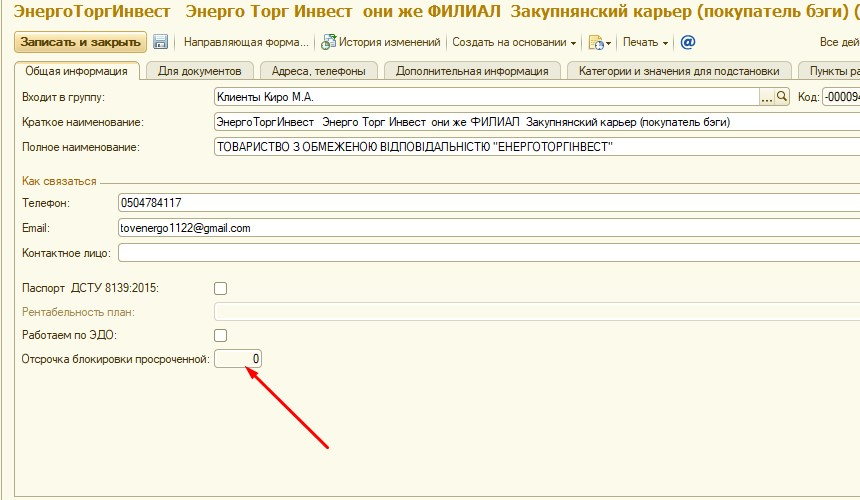 ЭнергоТоргИнвест Энерго Торг Инвест они же ФИЛИАЛ Закупнянский карьер (покупатель бэги) (
Записать и закрыть Направляющая форма... История изменений Создать на основании Печать Все дей
Общая информация Для документов Адреса, телефоны Дополнительная информация Категории и значения для подстановки Пункты ра
Входит в группу: Клиенты Киро М.А. ... Код: -000094
Краткое наименование: ЭнергоТоргИнвест Энерго Торг Инвест они же ФИЛИАЛ Закупнянский карьер (покупатель бэги)
Полное наименование: ТОВАРИСТВО З ОБМЕЖЕНОЮ ВІДПОВІДАЛЬНІСТЮ "ЕНЕРГОТОРГІНВЕСТ"
Как связаться
Телефон: 0504784117
Email: tovenergo1122@gmail.com
Контактное лицо:
Паспорт ДСТУ 8139:2015:
Рентабельность план:
Работаем по ЭДО:
Отсрочка блокировки просроченной: 0